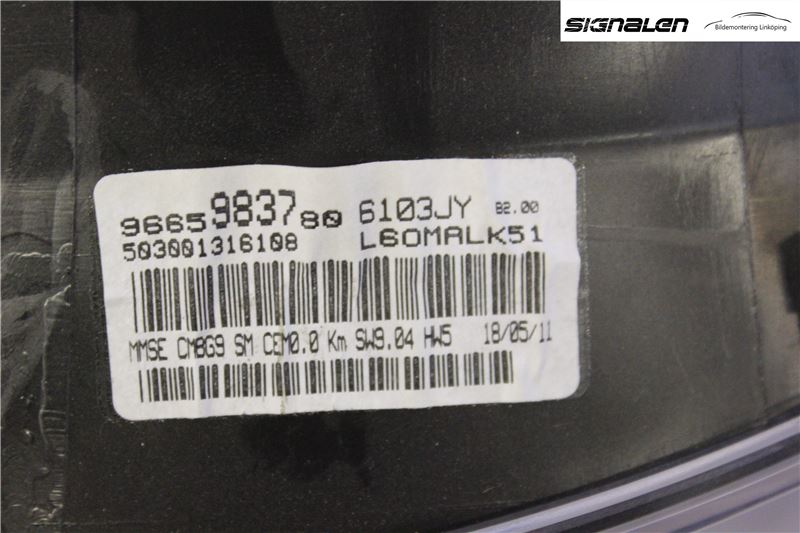 SIGNALEN
Bildemontering Linköping
9665983780 6103JY B2.00
503001316108 L60MALK51
MMSE CMBG9 SM CEM0.0 Km SW9.04 HW5 18/05/11